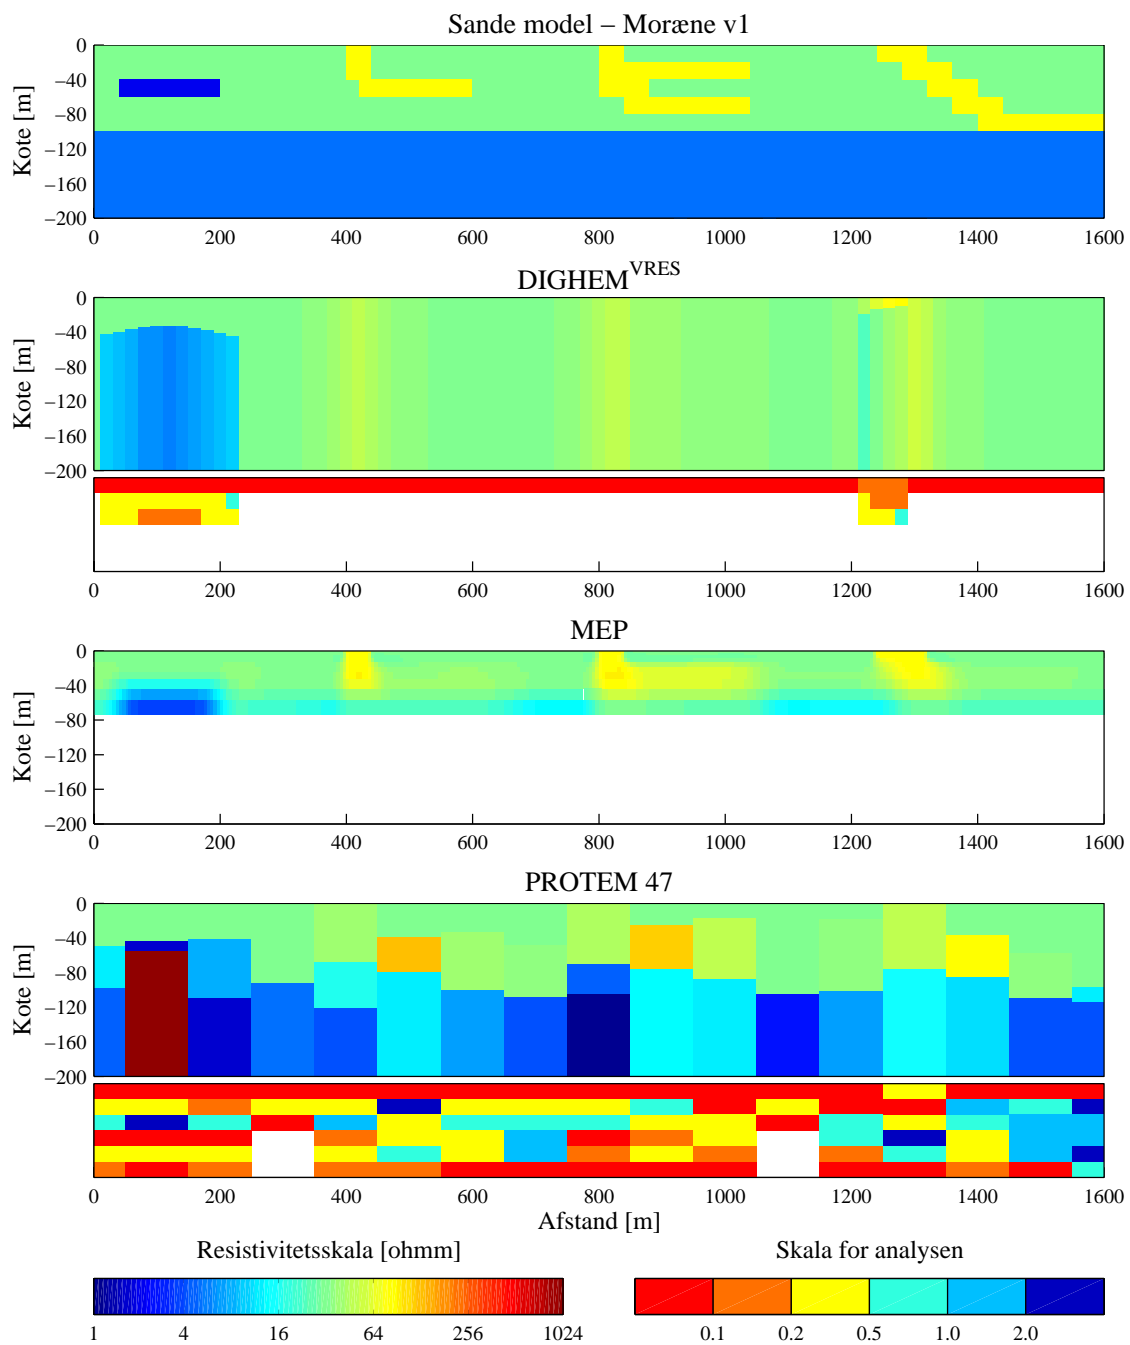 Sande model – Moræne v1
Kote [m]
0
–40
–80
–120
–160
–200
0 200 400 600 800 1000 1200 1400 1600
DIGHEM^VRES
Kote [m]
0
–40
–80
–120
–160
–200
0 200 400 600 800 1000 1200 1400 1600
MEP
Kote [m]
0
–40
–80
–120
–160
–200
0 200 400 600 800 1000 1200 1400 1600
PROTEM 47
Kote [m]
0
–40
–80
–120
–160
–200
0 200 400 600 800 1000 1200 1400 1600
Afstand [m]
Resistivitetsskala [ohmm]
1 4 16 64 256 1024
Skala for analysen
0.1 0.2 0.5 1.0 2.0